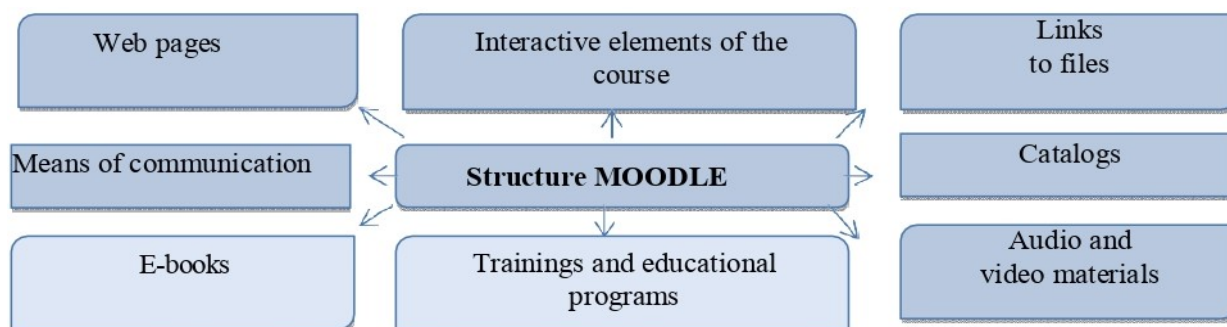 Web pages
Interactive elements of the
course
Links
to files
Means of communication
Structure MOODLE
Catalogs
E-books
Trainings and educational
programs
Audio and
video materials